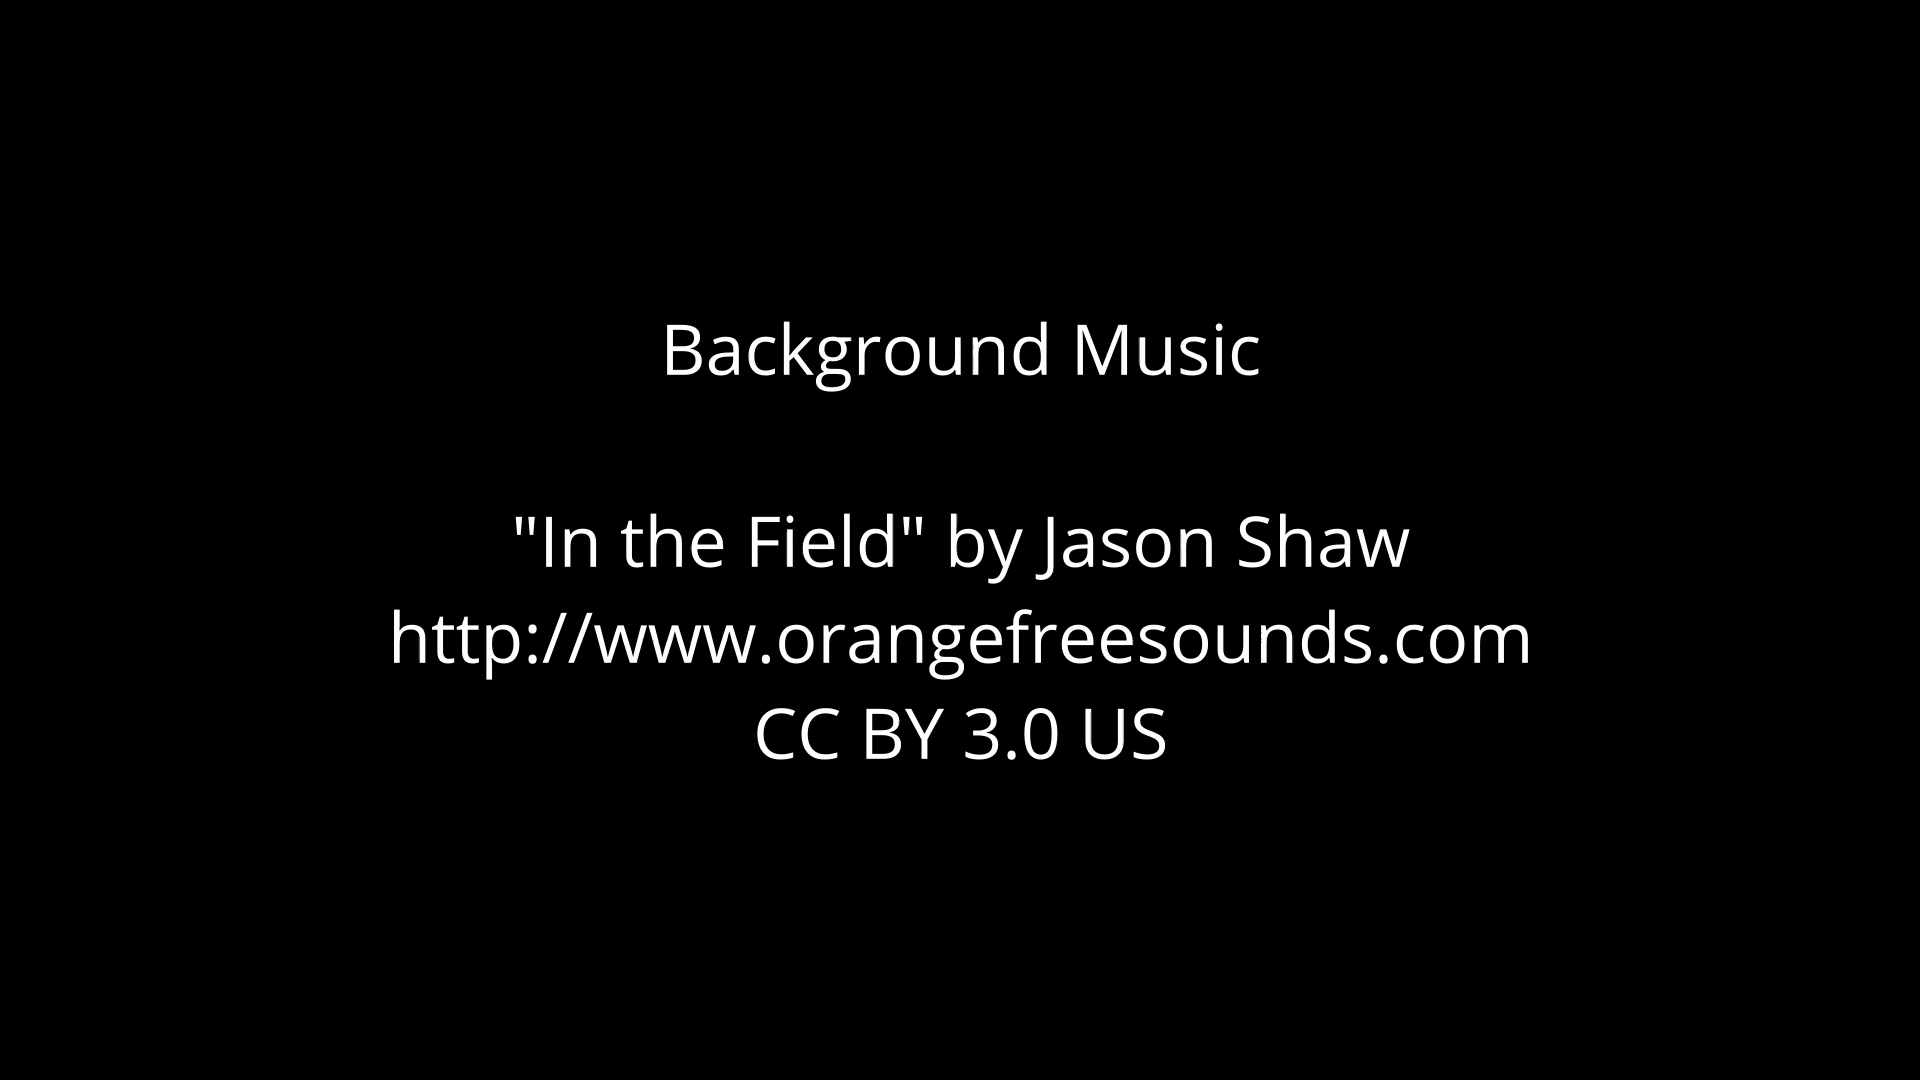 Background Music
"In the Field" by Jason Shaw
http://www.orangefreesounds.com
CC BY 3.0 US